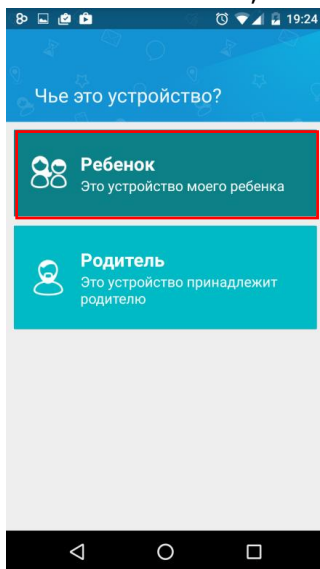 19:24
Чье это устройство?
Ребенок
Это устройство моего ребенка
Родитель
Это устройство принадлежит
родителю